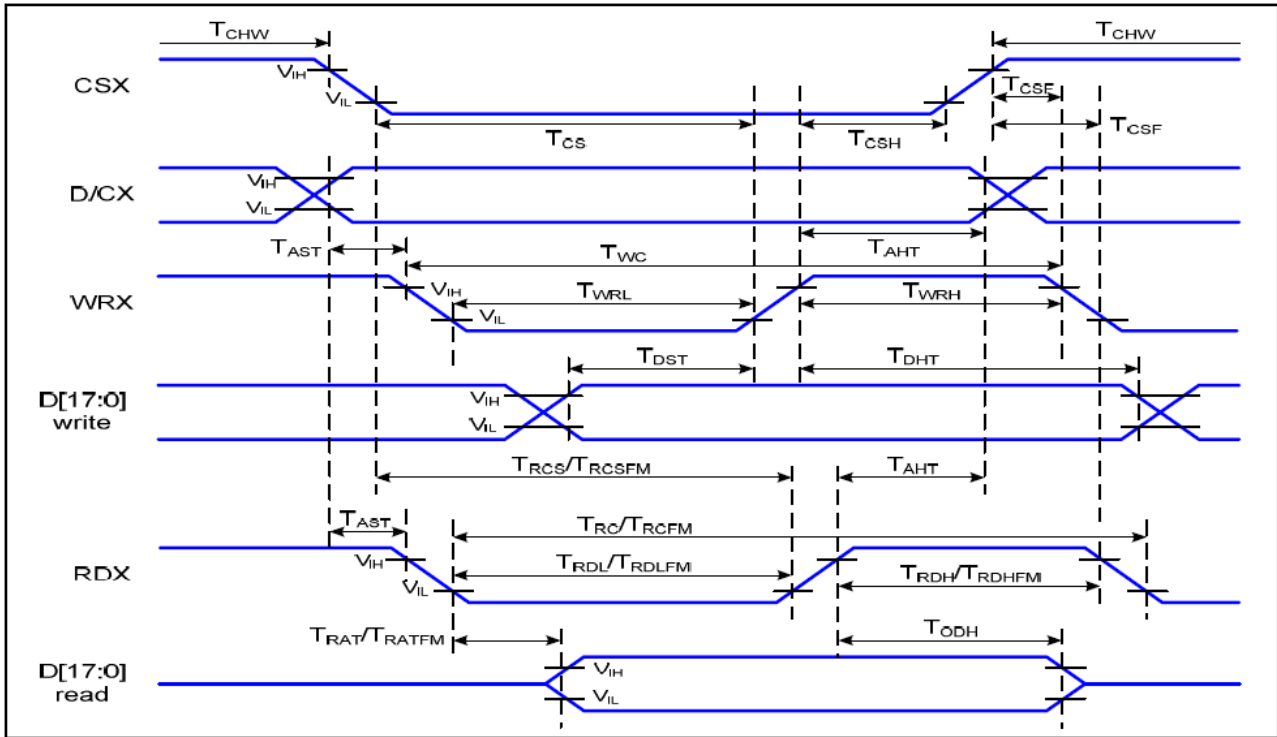 TCHW TCHW
CSX VIH
VIL
TCSF
TCS TCSH TCSF
D/CX VIH
VIL
TAST TWC TAHT
WRX VIH TWRL TWRH
VIL
TDST TDHT
D[17:0] VIH
write VIL
TRCS/TRCSFM TAHT
TAST TRC/TRCFM
RDX VIH
VIL TRDL/TRDLFM TRDH/TRDHFM
TRAT/TRATFM TODH
D[17:0] VIH
read VIL